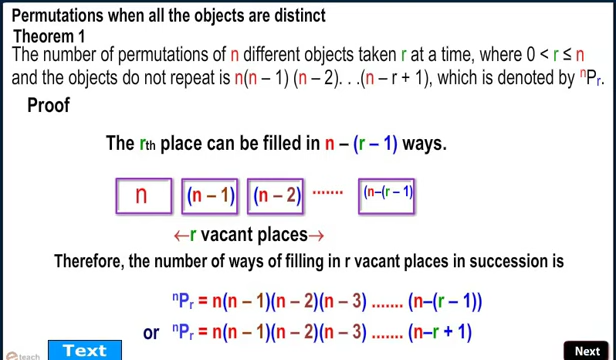 Permutations when all the objects are distinct
Theorem 1
The number of permutations of n different objects taken r at a time, where 0 < r ≤ n
and the objects do not repeat is n(n – 1) (n – 2). . .(n – r + 1), which is denoted by ⁿPᵣ.
Proof
The rth place can be filled in n – (r – 1) ways.
n (n – 1) (n – 2) ....... (n–(r – 1)
←r vacant places→
Therefore, the number of ways of filling in r vacant places in succession is
ⁿPᵣ = n(n – 1)(n – 2)(n – 3) ....... (n–(r – 1))
or ⁿPᵣ = n(n – 1)(n – 2)(n – 3) ....... (n–r + 1)
eteach Text Next